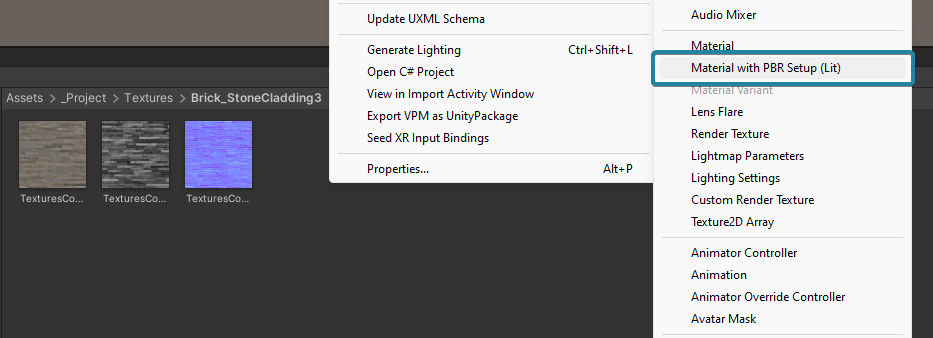 Update UXML Schema
Generate Lighting Ctrl+Shift+L
Open C# Project
View in Import Activity Window
Export VPM as UnityPackage
Seed XR Input Bindings
Properties... Alt+P
Audio Mixer
Material
Material with PBR Setup (Lit)
Material Variant
Lens Flare
Render Texture
Lightmap Parameters
Lighting Settings
Custom Render Texture
Texture2D Array
Animator Controller
Animation
Animator Override Controller
Avatar Mask
Assets > _Project > Textures > Brick_StoneCladding3
TexturesCo... TexturesCo... TexturesCo...